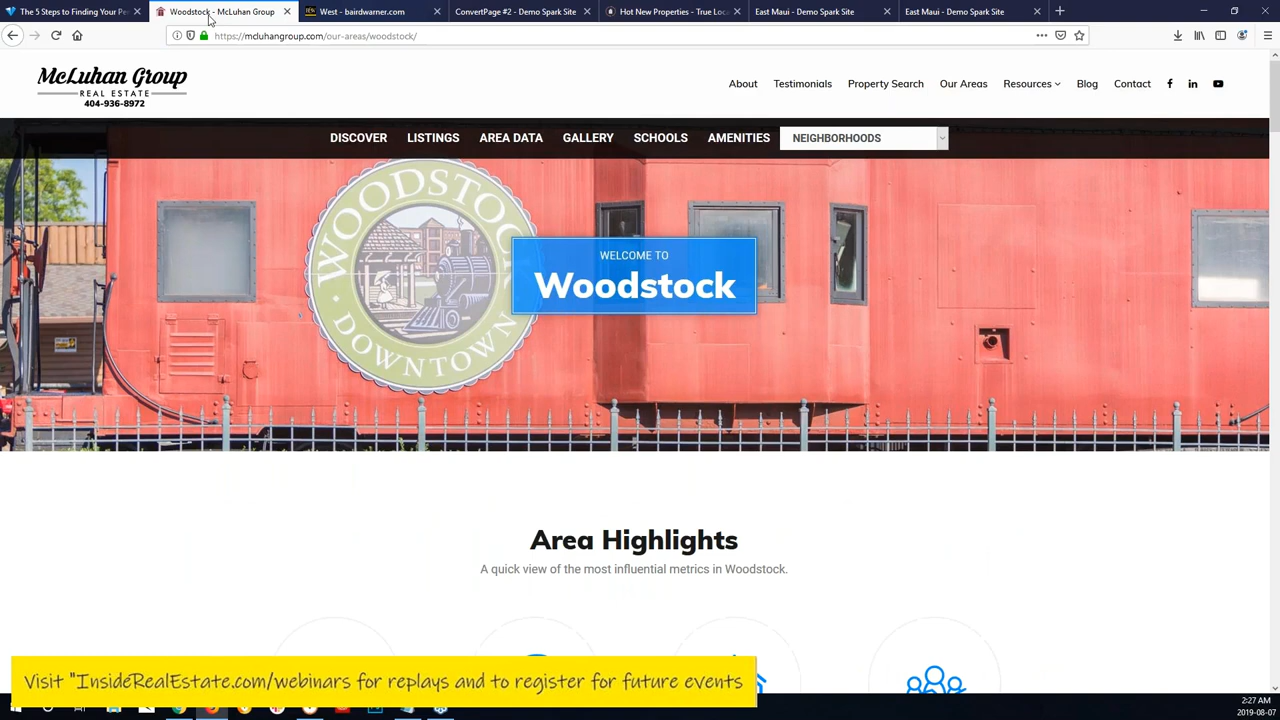 The 5 Steps to Finding Your Pe
Woodstock - McLuhan Group
West - bairdwarner.com
ConvertPage #2 - Demo Spark Site
Hot New Properties – True Loc
East Maui - Demo Spark Site
East Maui - Demo Spark Site
https://mcluhangroup.com/our-areas/woodstock/
McLuhan Group
REAL ESTATE
404-936-8972
About
Testimonials
Property Search
Our Areas
Resources
Blog
Contact
DISCOVER
LISTINGS
AREA DATA
GALLERY
SCHOOLS
AMENITIES
NEIGHBORHOODS
WOODSTOC
DOWNTOWN
WELCOME TO
Woodstock
Area Highlights
A quick view of the most influential metrics in Woodstock.
Visit "InsideRealEstate.com/webinars for replays and to register for future events
2:27 AM
2019-08-07